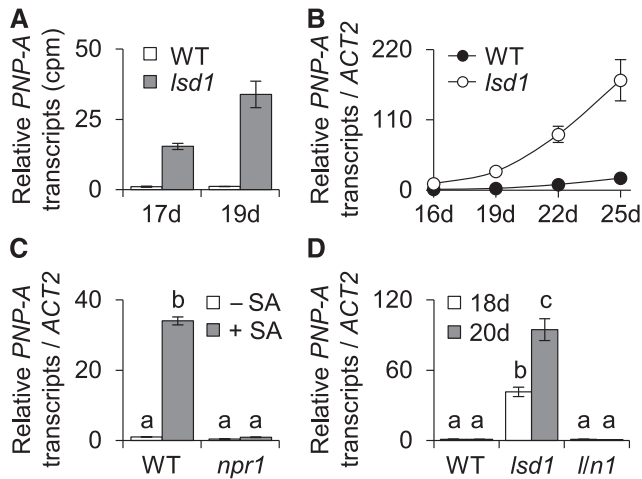 A
Relative PNP-A
transcripts (cpm)
50
25
0
WT
lsd1
17d 19d
B
Relative PNP-A
transcripts / ACT2
220
110
0
WT
lsd1
16d 19d 22d 25d
C
Relative PNP-A
transcripts / ACT2
40
20
0
– SA
+ SA
a b a a
WT npr1
D
Relative PNP-A
transcripts / ACT2
120
60
0
18d
20d
a a b c a a
WT lsd1 l/n1